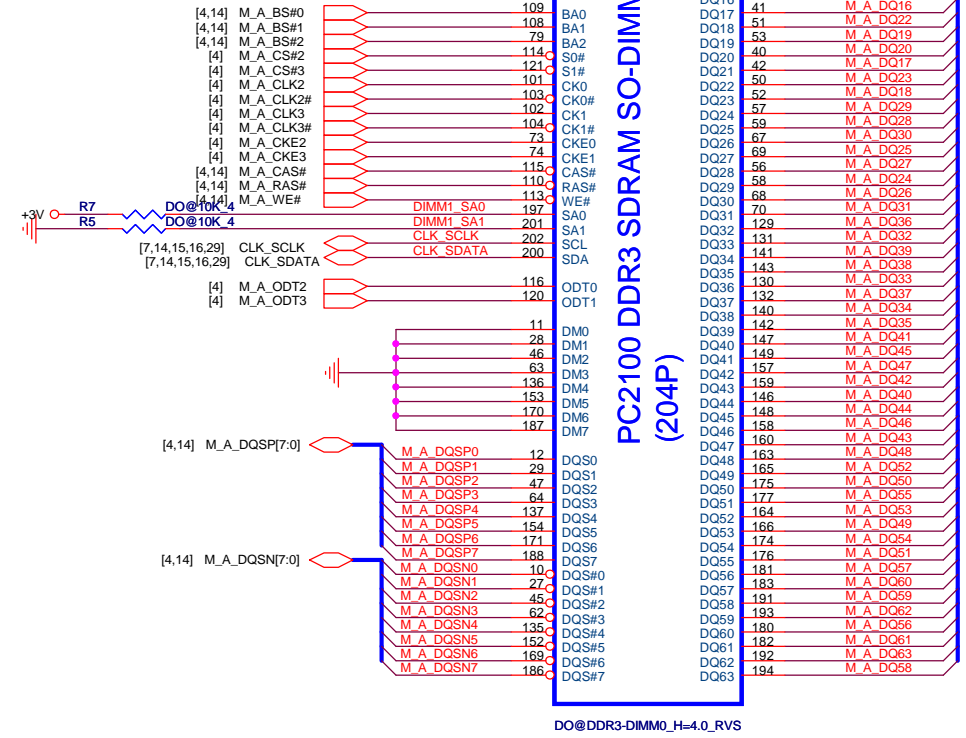 [4,14] M_A_BS#0 109 BA0
[4,14] M_A_BS#1 108 BA1
[4,14] M_A_BS#2 79 BA2
[4] M_A_CS#2 114 S0#
[4] M_A_CS#3 121 S1#
[4] M_A_CLK2 101 CK0
[4] M_A_CLK2# 103 CK0#
[4] M_A_CLK3 102 CK1
[4] M_A_CLK3# 104 CK1#
[4] M_A_CKE2 73 CKE0
[4] M_A_CKE3 74 CKE1
[4,14] M_A_CAS# 115 CAS#
[4,14] M_A_RAS# 110 RAS#
[4,14] M_A_WE# 113 WE#
+3V R7 DO@10K_4 DIMM1_SA0 197 SA0
R5 DO@10K_4 DIMM1_SA1 201 SA1
[7,14,15,16,29] CLK_SCLK CLK_SCLK 202 SCL
[7,14,15,16,29] CLK_SDATA CLK_SDATA 200 SDA
[4] M_A_ODT2 116 ODT0
[4] M_A_ODT3 120 ODT1
11 DM0
28 DM1
46 DM2
63 DM3
136 DM4
153 DM5
170 DM6
187 DM7
[4,14] M_A_DQSP[7:0]
M_A_DQSP0 12 DQS0
M_A_DQSP1 29 DQS1
M_A_DQSP2 47 DQS2
M_A_DQSP3 64 DQS3
M_A_DQSP4 137 DQS4
M_A_DQSP5 154 DQS5
M_A_DQSP6 171 DQS6
M_A_DQSP7 188 DQS7
[4,14] M_A_DQSN[7:0]
M_A_DQSN0 10 DQS#0
M_A_DQSN1 27 DQS#1
M_A_DQSN2 45 DQS#2
M_A_DQSN3 62 DQS#3
M_A_DQSN4 135 DQS#4
M_A_DQSN5 152 DQS#5
M_A_DQSN6 169 DQS#6
M_A_DQSN7 186 DQS#7
PC2100 DDR3 SDRAM SO-DIMM
(204P)
DQ17 41 M_A_DQ16
DQ18 51 M_A_DQ22
DQ19 53 M_A_DQ19
DQ20 40 M_A_DQ20
DQ21 42 M_A_DQ17
DQ22 50 M_A_DQ23
DQ23 52 M_A_DQ18
DQ24 57 M_A_DQ29
DQ25 59 M_A_DQ28
DQ26 67 M_A_DQ30
DQ27 69 M_A_DQ25
DQ28 56 M_A_DQ27
DQ29 58 M_A_DQ24
DQ30 68 M_A_DQ26
DQ31 70 M_A_DQ31
DQ32 129 M_A_DQ36
DQ33 131 M_A_DQ32
DQ34 141 M_A_DQ39
DQ35 143 M_A_DQ38
DQ36 130 M_A_DQ33
DQ37 132 M_A_DQ37
DQ38 140 M_A_DQ34
DQ39 142 M_A_DQ35
DQ40 147 M_A_DQ41
DQ41 149 M_A_DQ45
DQ42 157 M_A_DQ47
DQ43 159 M_A_DQ42
DQ44 146 M_A_DQ40
DQ45 148 M_A_DQ44
DQ46 158 M_A_DQ46
DQ47 160 M_A_DQ43
DQ48 163 M_A_DQ48
DQ49 165 M_A_DQ52
DQ50 175 M_A_DQ50
DQ51 177 M_A_DQ55
DQ52 164 M_A_DQ53
DQ53 166 M_A_DQ49
DQ54 174 M_A_DQ54
DQ55 176 M_A_DQ51
DQ56 181 M_A_DQ57
DQ57 183 M_A_DQ60
DQ58 191 M_A_DQ59
DQ59 193 M_A_DQ62
DQ60 180 M_A_DQ56
DQ61 182 M_A_DQ61
DQ62 192 M_A_DQ63
DQ63 194 M_A_DQ58
DO@DDR3-DIMM0_H=4.0_RVS